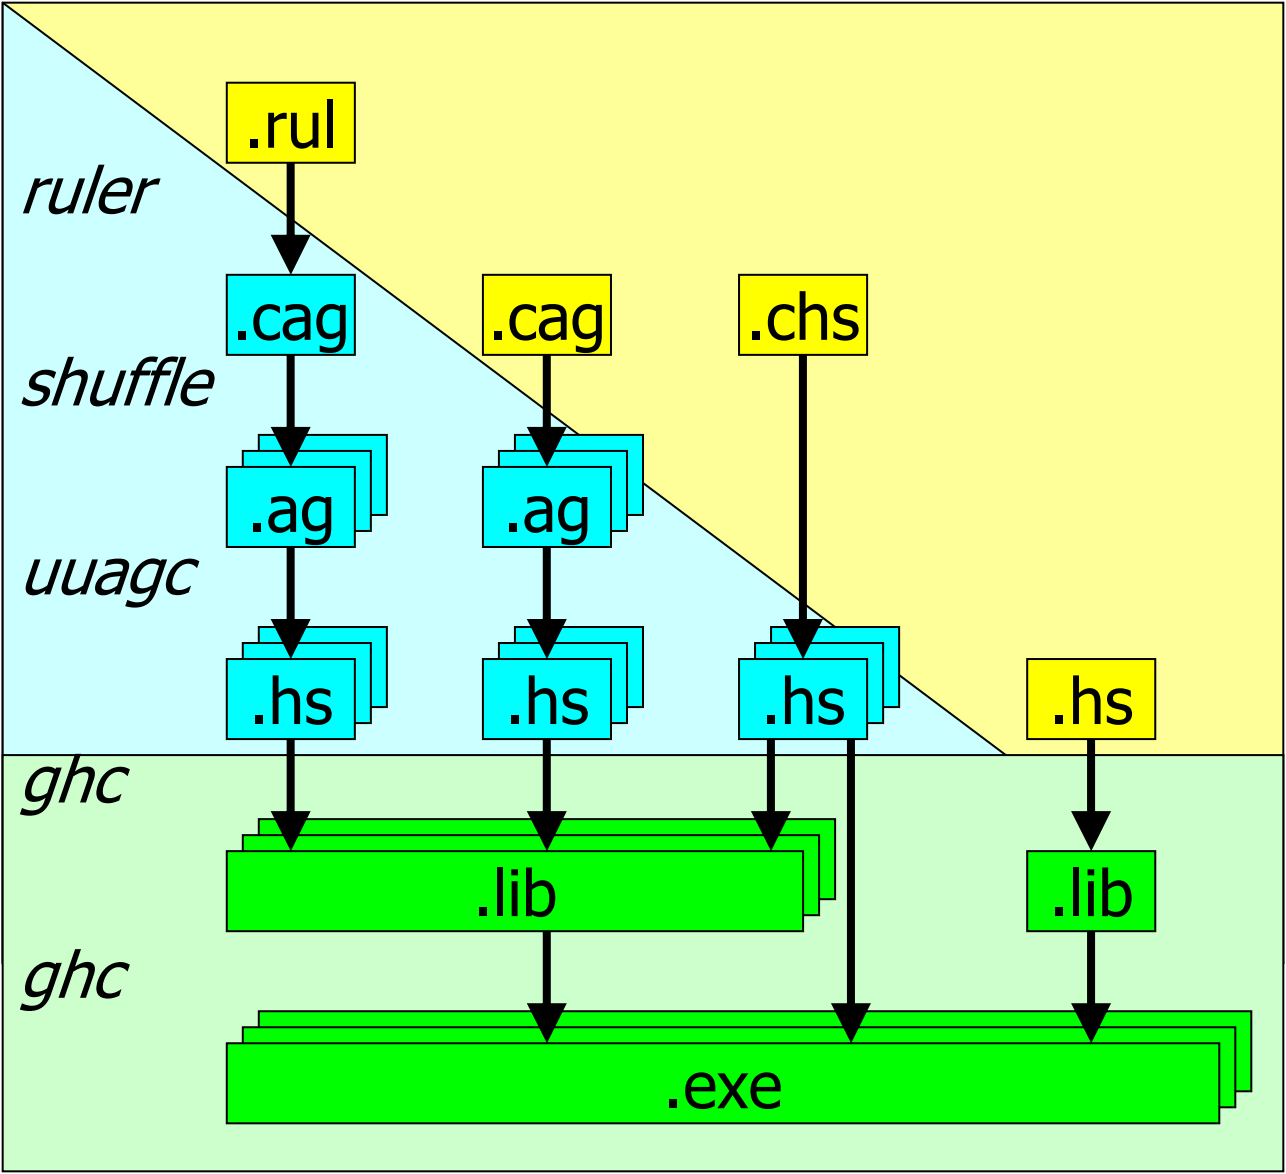 .rul
ruler
.cag .cag .chs
shuffle
.ag .ag
uuagc
.hs .hs .hs .hs
ghc
.lib .lib
ghc
.exe